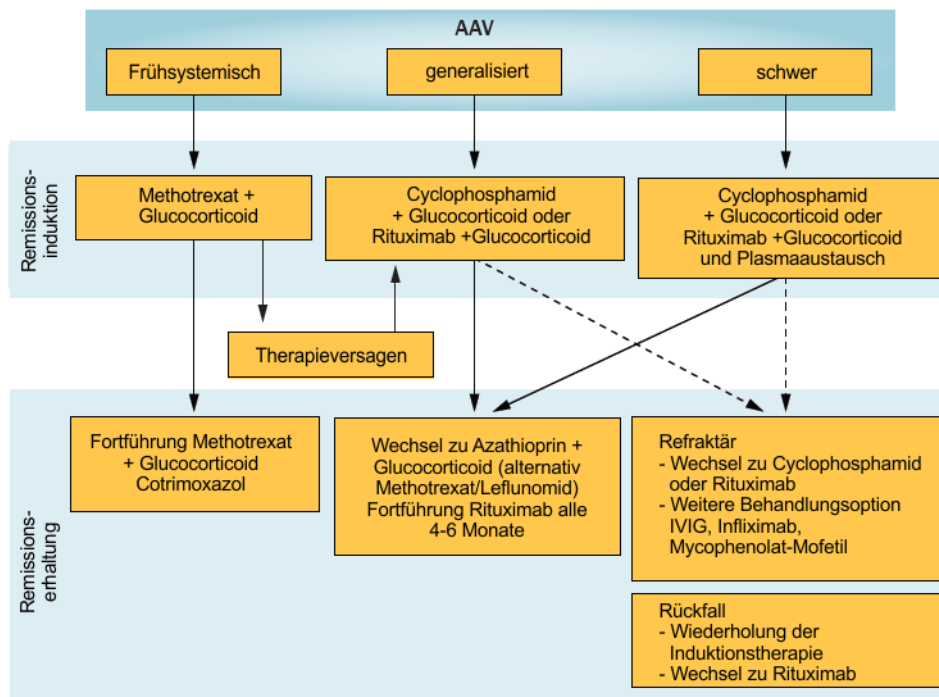 AAV
Frühsystemisch
generalisiert
schwer
Remissions-
induktion
Methotrexat +
Glucocorticoid
Cyclophosphamid
+ Glucocorticoid oder
Rituximab +Glucocorticoid
Cyclophosphamid
+ Glucocorticoid oder
Rituximab +Glucocorticoid
und Plasmaaustausch
Therapieversagen
Remissions-
erhaltung
Fortführung Methotrexat
+ Glucocorticoid
Cotrimoxazol
Wechsel zu Azathioprin +
Glucocorticoid (alternativ
Methotrexat/Leflunomid)
Fortführung Rituximab alle
4-6 Monate
Refraktär
- Wechsel zu Cyclophosphamid
oder Rituximab
- Weitere Behandlungsoption
IVIG, Infliximab,
Mycophenolat-Mofetil
Rückfall
- Wiederholung der
Induktionstherapie
- Wechsel zu Rituximab